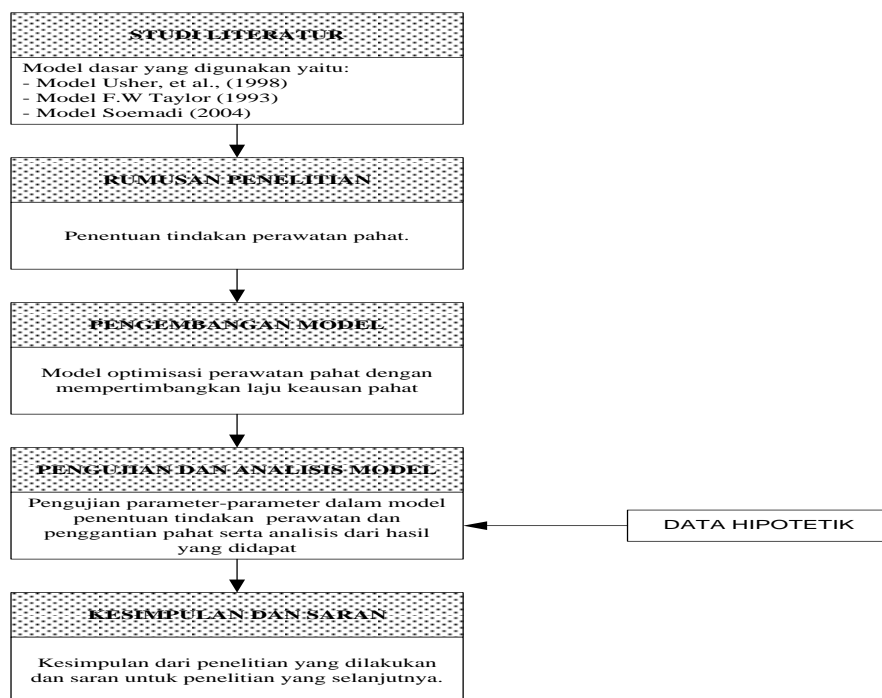 STUDI LITERATUR
Model dasar yang digunakan yaitu:
- Model Usher, et al., (1998)
- Model F.W Taylor (1993)
- Model Soemadi (2004)
RUMUSAN PENELITIAN
Penentuan tindakan perawatan pahat.
PENGEMBANGAN MODEL
Model optimisasi perawatan pahat dengan
mempertimbangkan laju keausan pahat
PENGUJIAN DAN ANALISIS MODEL
Pengujian parameter-parameter dalam model
penentuan tindakan perawatan dan
penggantian pahat serta analisis dari hasil
yang didapat
DATA HIPOTETIK
KESIMPULAN DAN SARAN
Kesimpulan dari penelitian yang dilakukan
dan saran untuk penelitian yang selanjutnya.